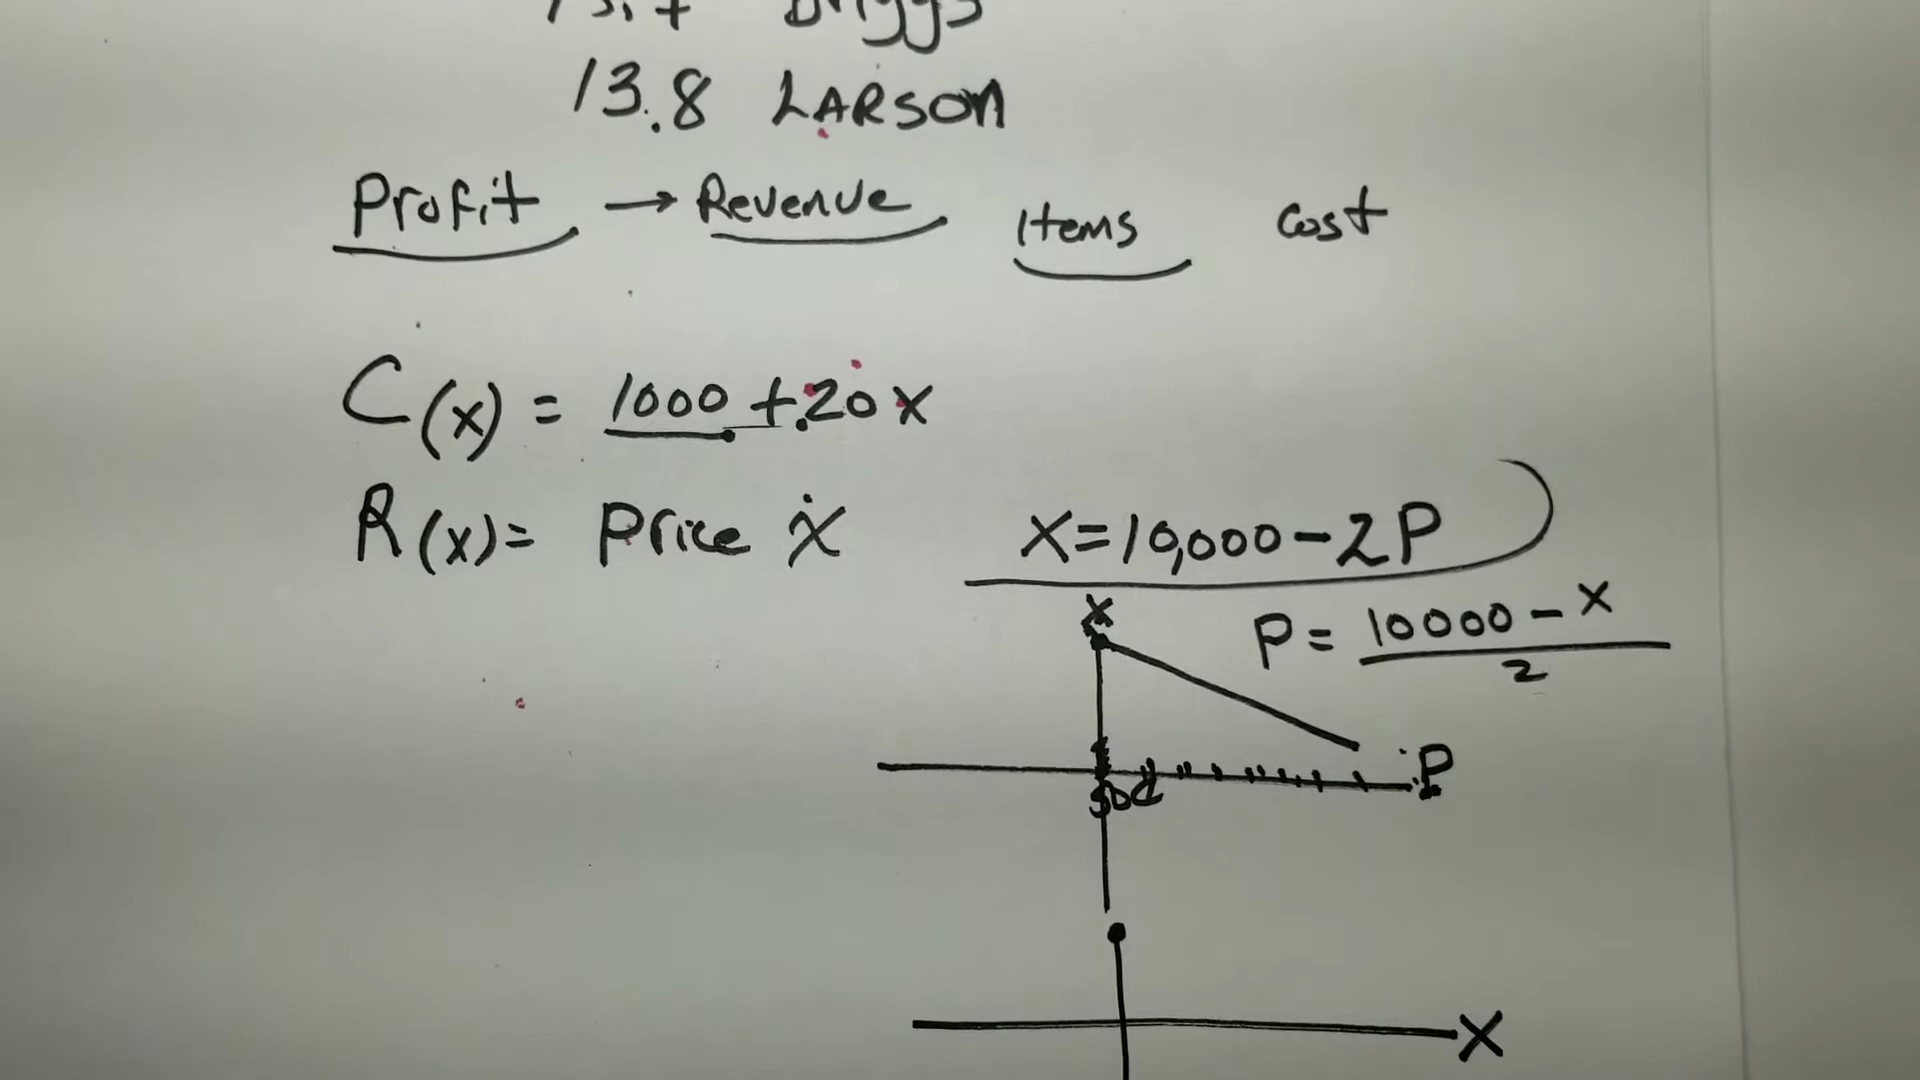 13.8 LARSON
Profit → Revenue Items Cost
C(x) = 1000 + .20x
R(x) = Price · x
x = 10,000 - 2P
x
P = (10000 - x) / 2
P
X